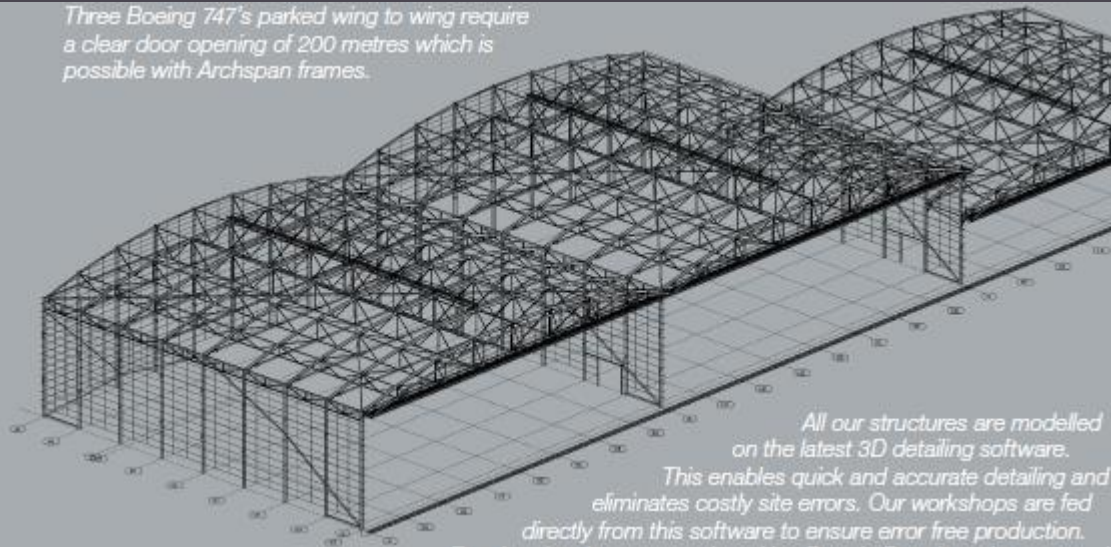 Three Boeing 747's parked wing to wing require
a clear door opening of 200 metres which is
possible with Archspan frames.
All our structures are modelled
on the latest 3D detailing software.
This enables quick and accurate detailing and
eliminates costly site errors. Our workshops are fed
directly from this software to ensure error free production.